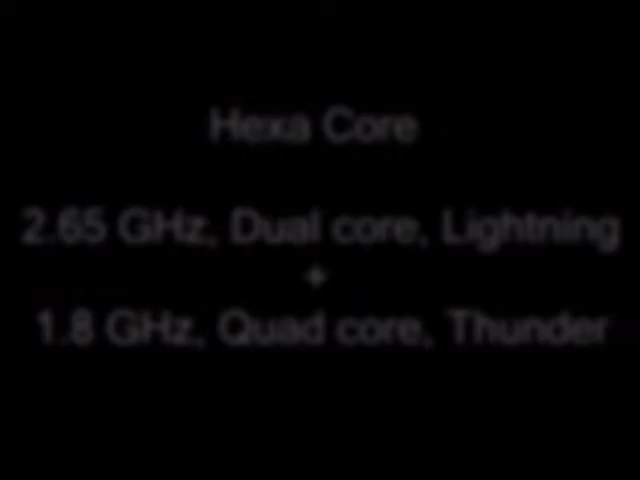 Hexa Core
2.65 GHz, Dual core, Lightning
+
1.8 GHz, Quad core, Thunder